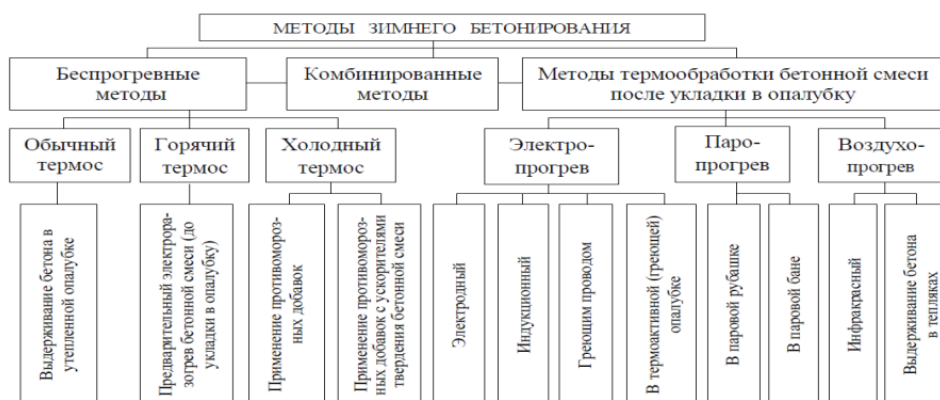 МЕТОДЫ ЗИМНЕГО БЕТОНИРОВАНИЯ
Беспрогревные
методы
Комбинированные
методы
Методы термообработки бетонной смеси
после укладки в опалубку
Обычный
термос
Горячий
термос
Холодный
термос
Электро-
прогрев
Паро-
прогрев
Воздухо-
прогрев
Выдерживание бетона в
утепленной опалубке
Предварительный электрора-
зогрев бетонной смеси (до
укладки в опалубку)
Применение противомороз-
ных добавок
Применение противомороз-
ных добавок с ускорителями
твердения бетонной смеси
Электродный
Индукционный
Греющим проводом
В термоактивной (греющей)
опалубке
В паровой рубашке
В паровой бане
Инфракрасный
Выдерживание бетона
в тепляках